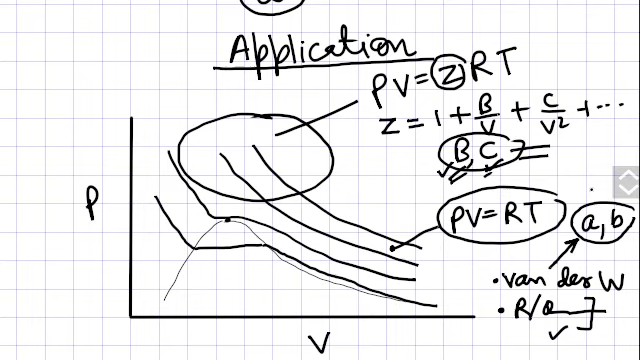 Application
PV = Z RT
Z = 1 + B/V + C/V² + ...
B C
P
PV = RT
a, b
• van der W
• R/
V